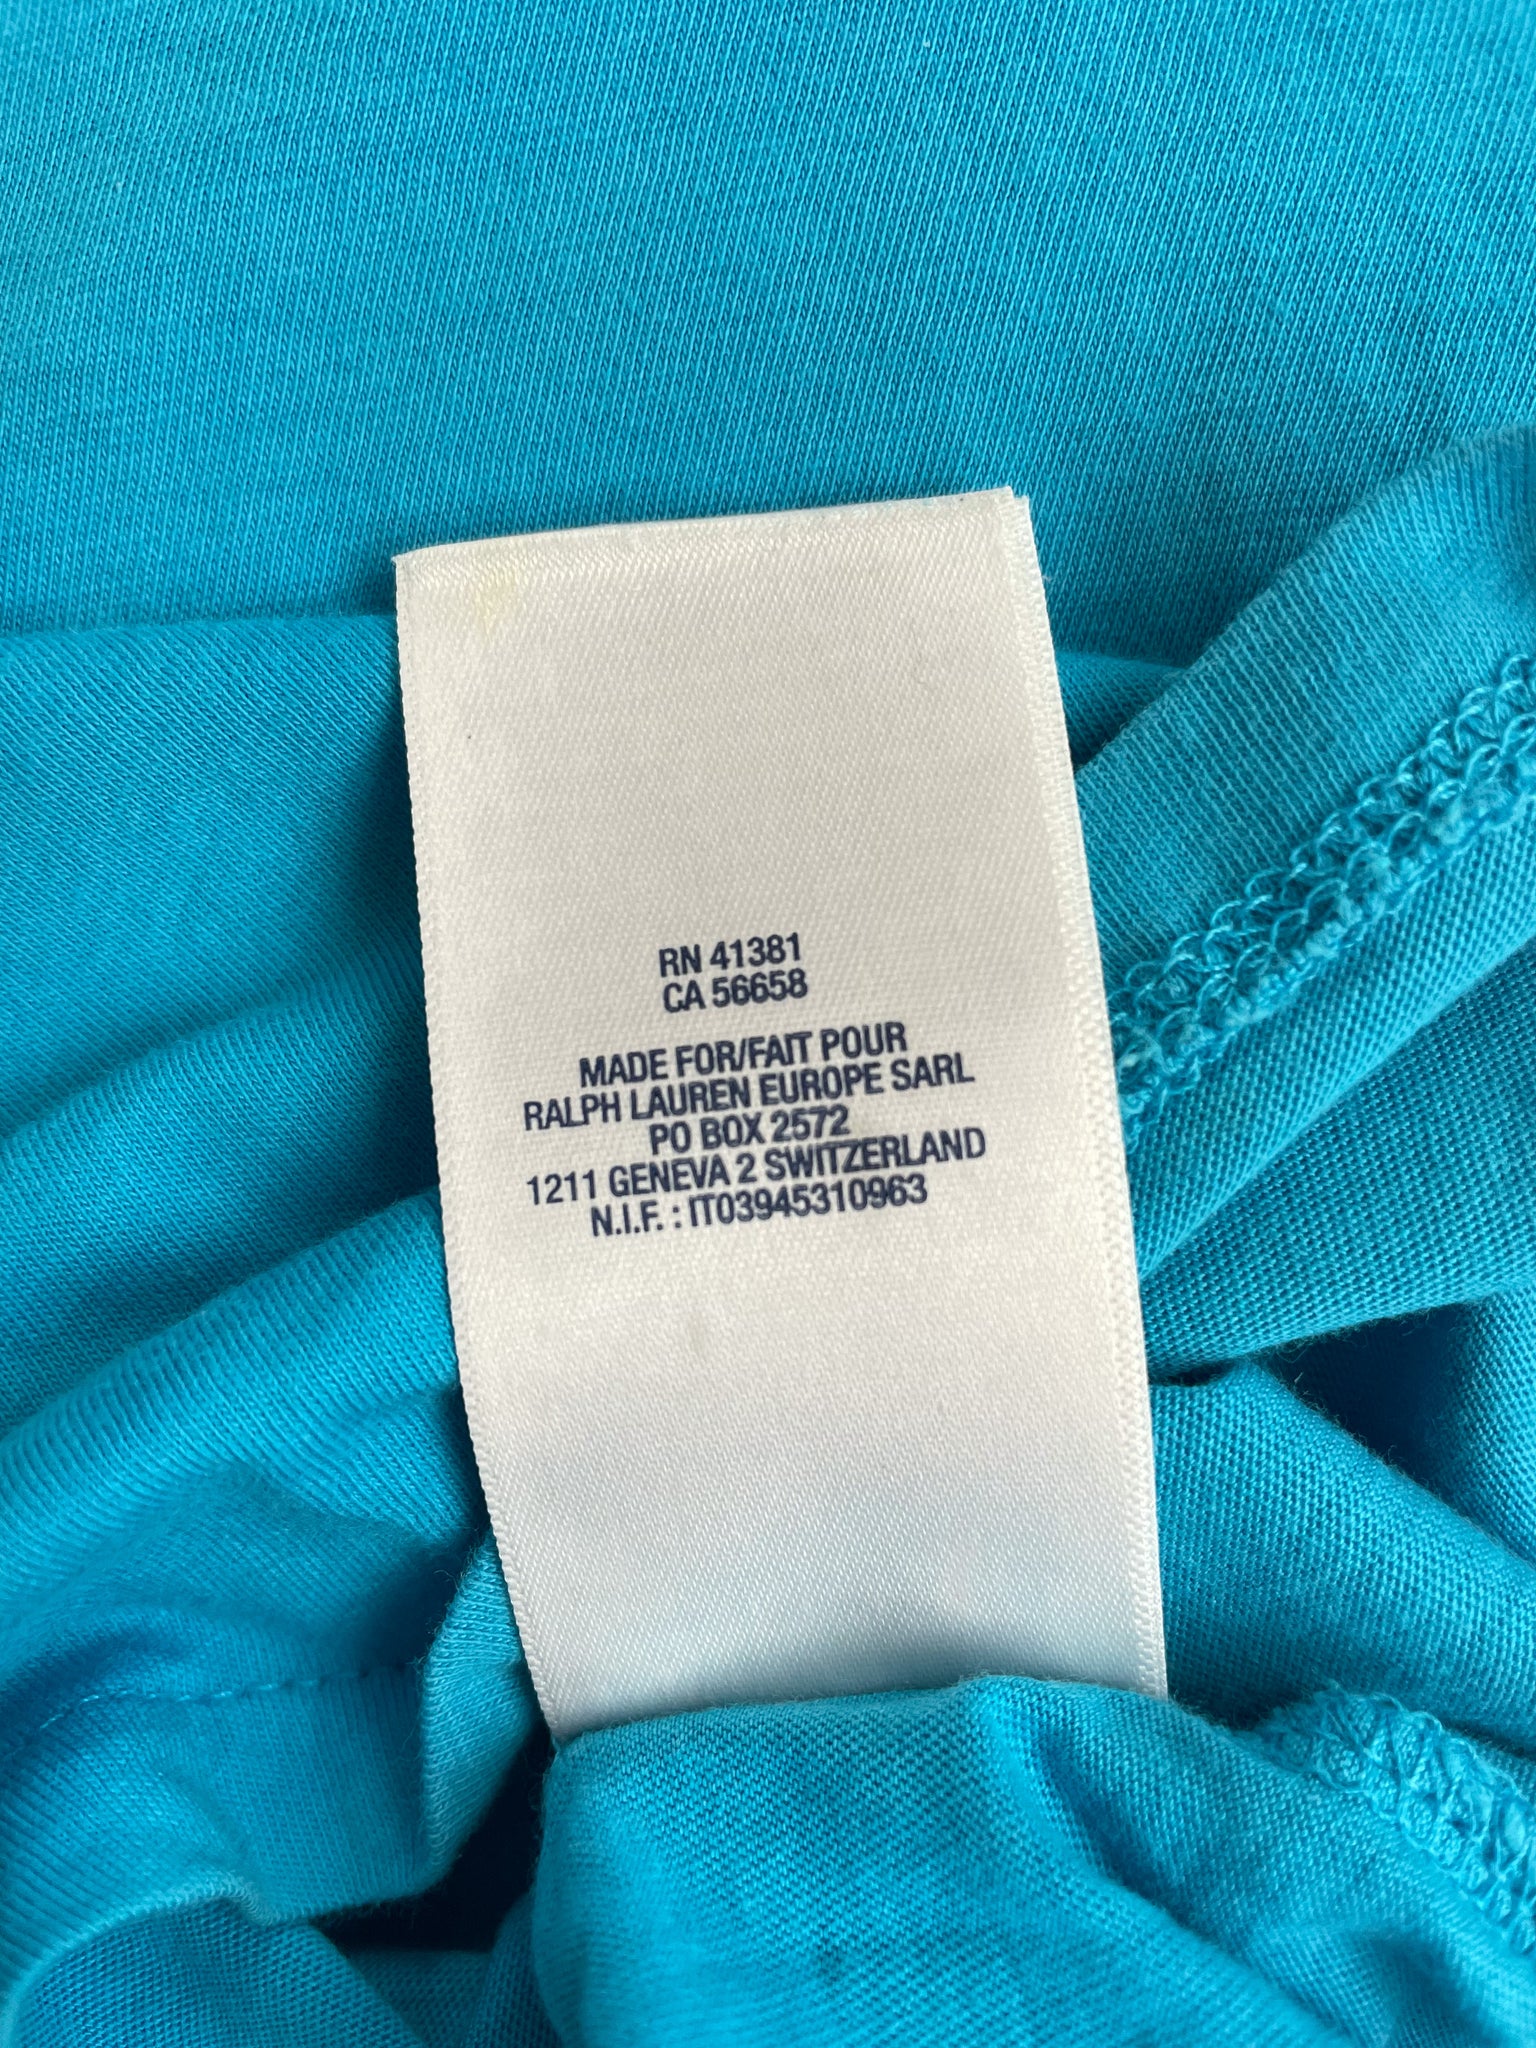 RN 41381
CA 56658
MADE FOR/FAIT POUR
RALPH LAUREN EUROPE SARL
PO BOX 2572
1211 GENEVA 2 SWITZERLAND
N.I.F. : IT03945310963